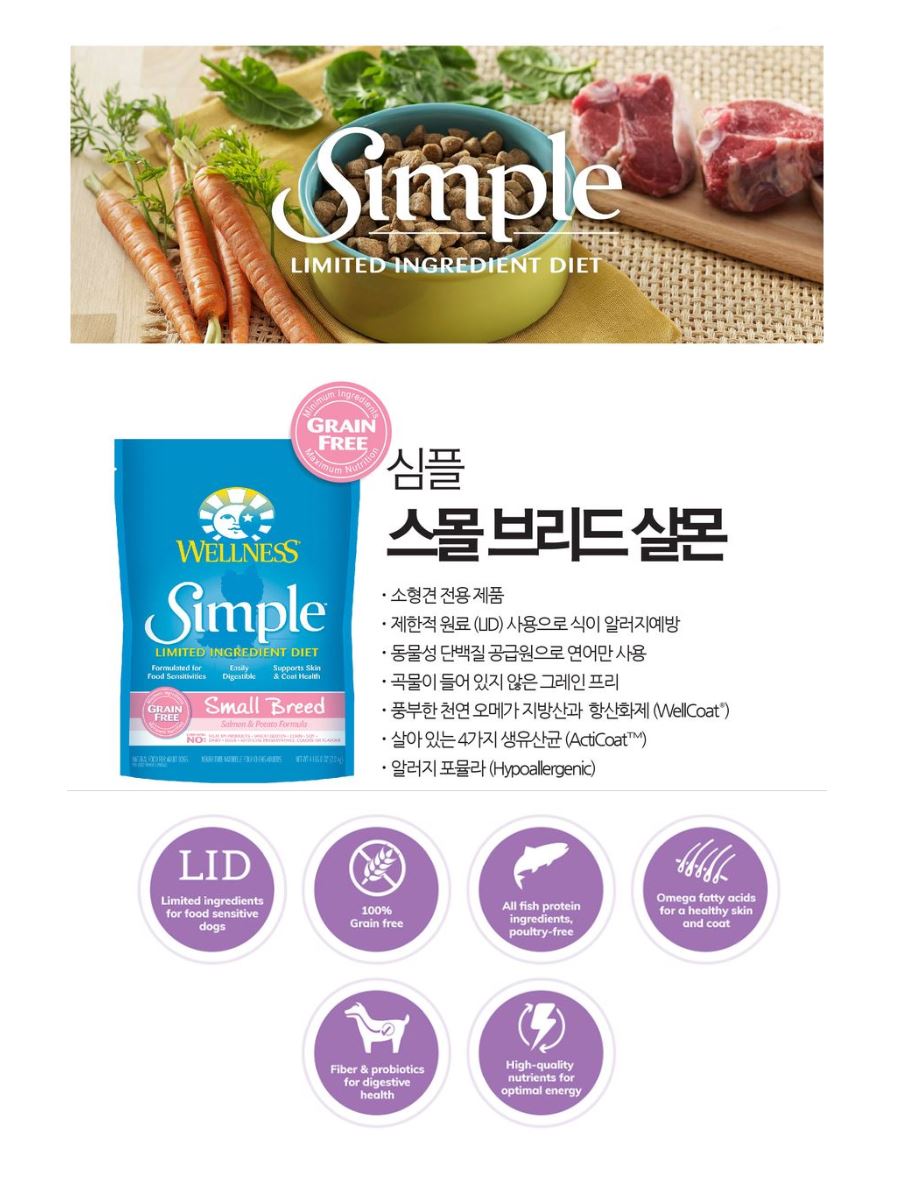 Simple
LIMITED INGREDIENT DIET
Minimum Ingredients
GRAIN
FREE
Maximum Nutrition
심플
스몰 브리드 살몬
· 소형견 전용 제품
· 제한적 원료 (LID) 사용으로 식이 알러지예방
· 동물성 단백질 공급원으로 연어만 사용
· 곡물이 들어 있지 않은 그레인 프리
· 풍부한 천연 오메가 지방산과 항산화제 (WellCoat®)
· 살아 있는 4가지 생유산균 (ActiCoat™)
· 알러지 포뮬라 (Hypoallergenic)
WELLNESS
Simple
LIMITED INGREDIENT DIET
Formulated for
Food Sensitivities
Easily
Digestible
Supports Skin
& Coat Health
GRAIN
FREE
Small Breed
Salmon & Potato Formula
NO:
LID
Limited ingredients
for food sensitive
dogs
100%
Grain free
All fish protein
ingredients,
poultry-free
Omega fatty acids
for a healthy skin
and coat
Fiber & probiotics
for digestive
health
High-quality
nutrients for
optimal energy